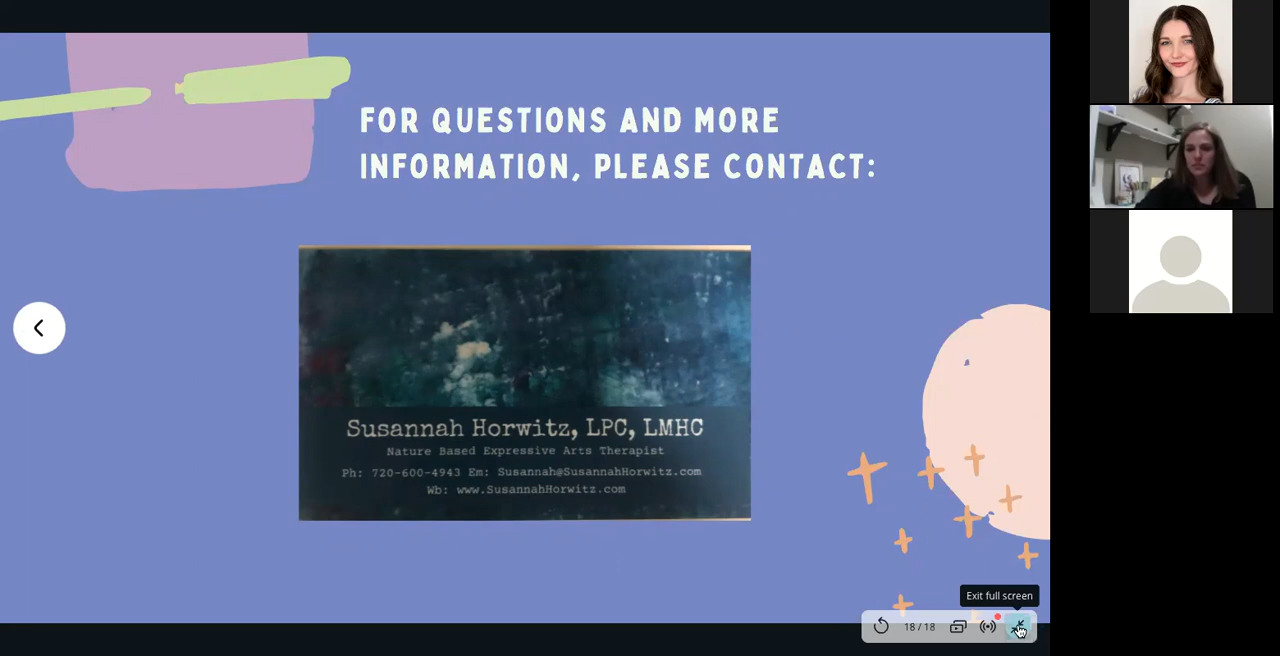 FOR QUESTIONS AND MORE
INFORMATION, PLEASE CONTACT:
Susannah Horwitz, LPC, LMHC
Nature Based Expressive Arts Therapist
Ph: 720-600-4943 Em: Susannah@SusannahHorwitz.com
Wb: www.SusannahHorwitz.com
Exit full screen
18 / 18